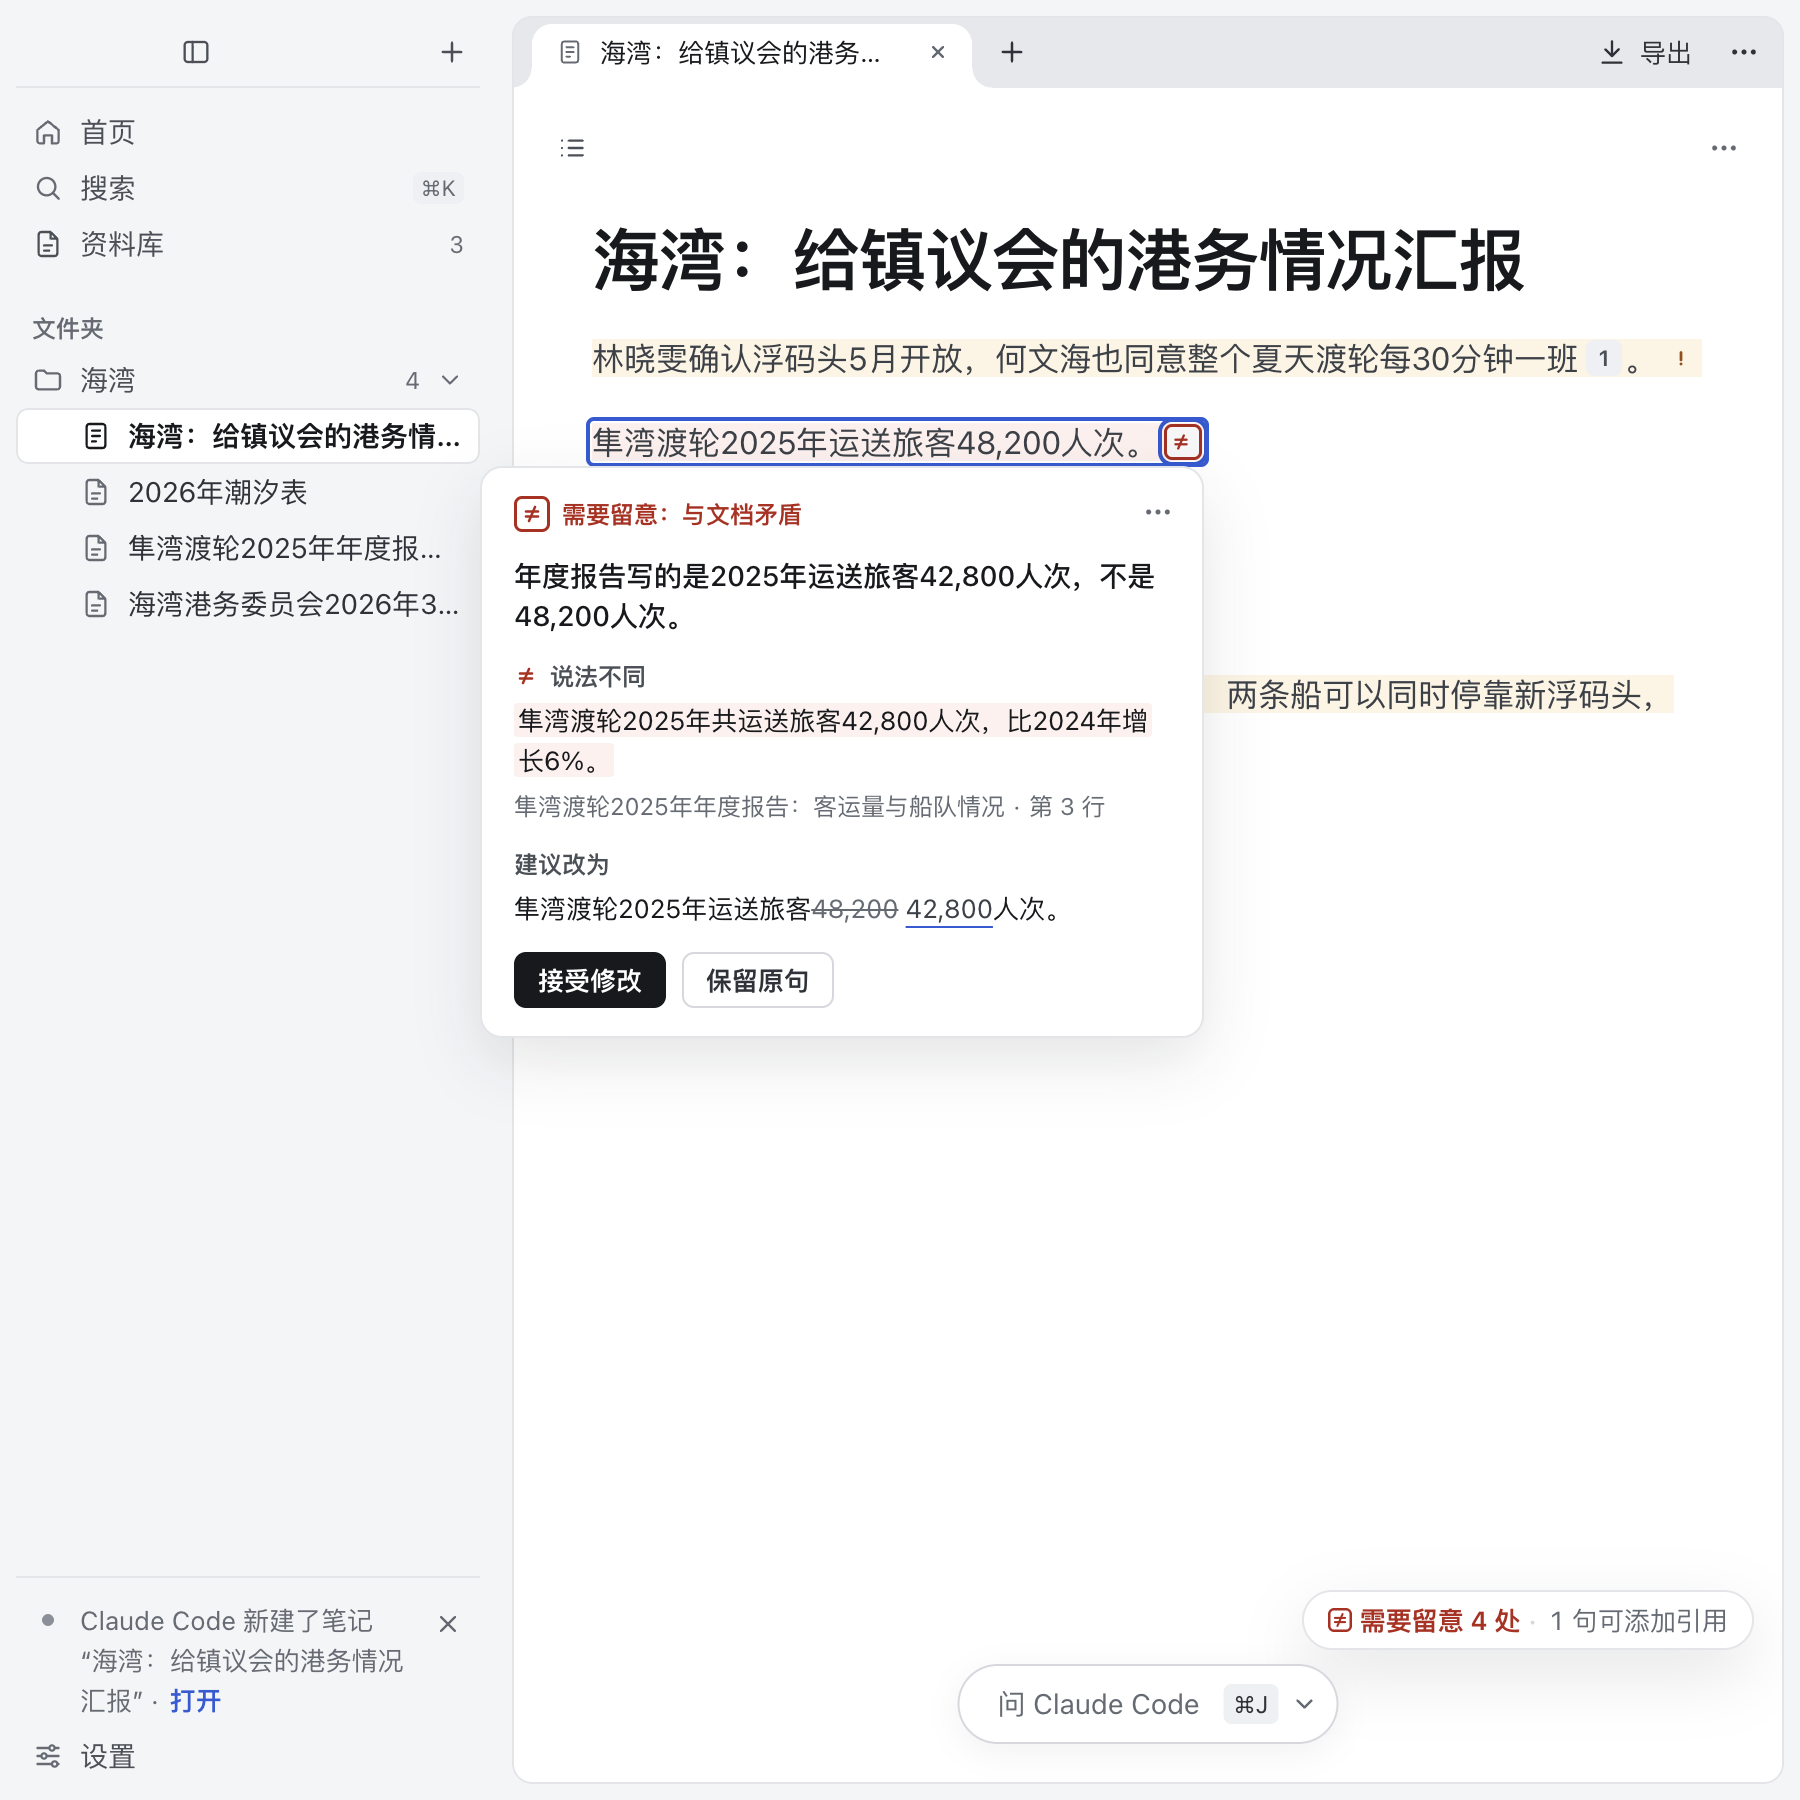 首页
搜索 ⌘K
资料库 3
文件夹
海湾 4
海湾：给镇议会的港务情...
2026年潮汐表
隼湾渡轮2025年年度报...
海湾港务委员会2026年3...
Claude Code 新建了笔记
“海湾：给镇议会的港务情况
汇报” · 打开
设置
海湾：给镇议会的港务... 导出
海湾：给镇议会的港务情况汇报
林晓雯确认浮码头5月开放，何文海也同意整个夏天渡轮每30分钟一班 1 。 !
隼湾渡轮2025年运送旅客48,200人次。 ≠
≠ 需要留意：与文档矛盾
年度报告写的是2025年运送旅客42,800人次，不是
48,200人次。
≠ 说法不同
隼湾渡轮2025年共运送旅客42,800人次，比2024年增
长6%。
隼湾渡轮2025年年度报告：客运量与船队情况 · 第 3 行
建议改为
隼湾渡轮2025年运送旅客48,200 42,800人次。
接受修改 保留原句
两条船可以同时停靠新浮码头，
≠ 需要留意 4 处 · 1 句可添加引用
问 Claude Code ⌘J